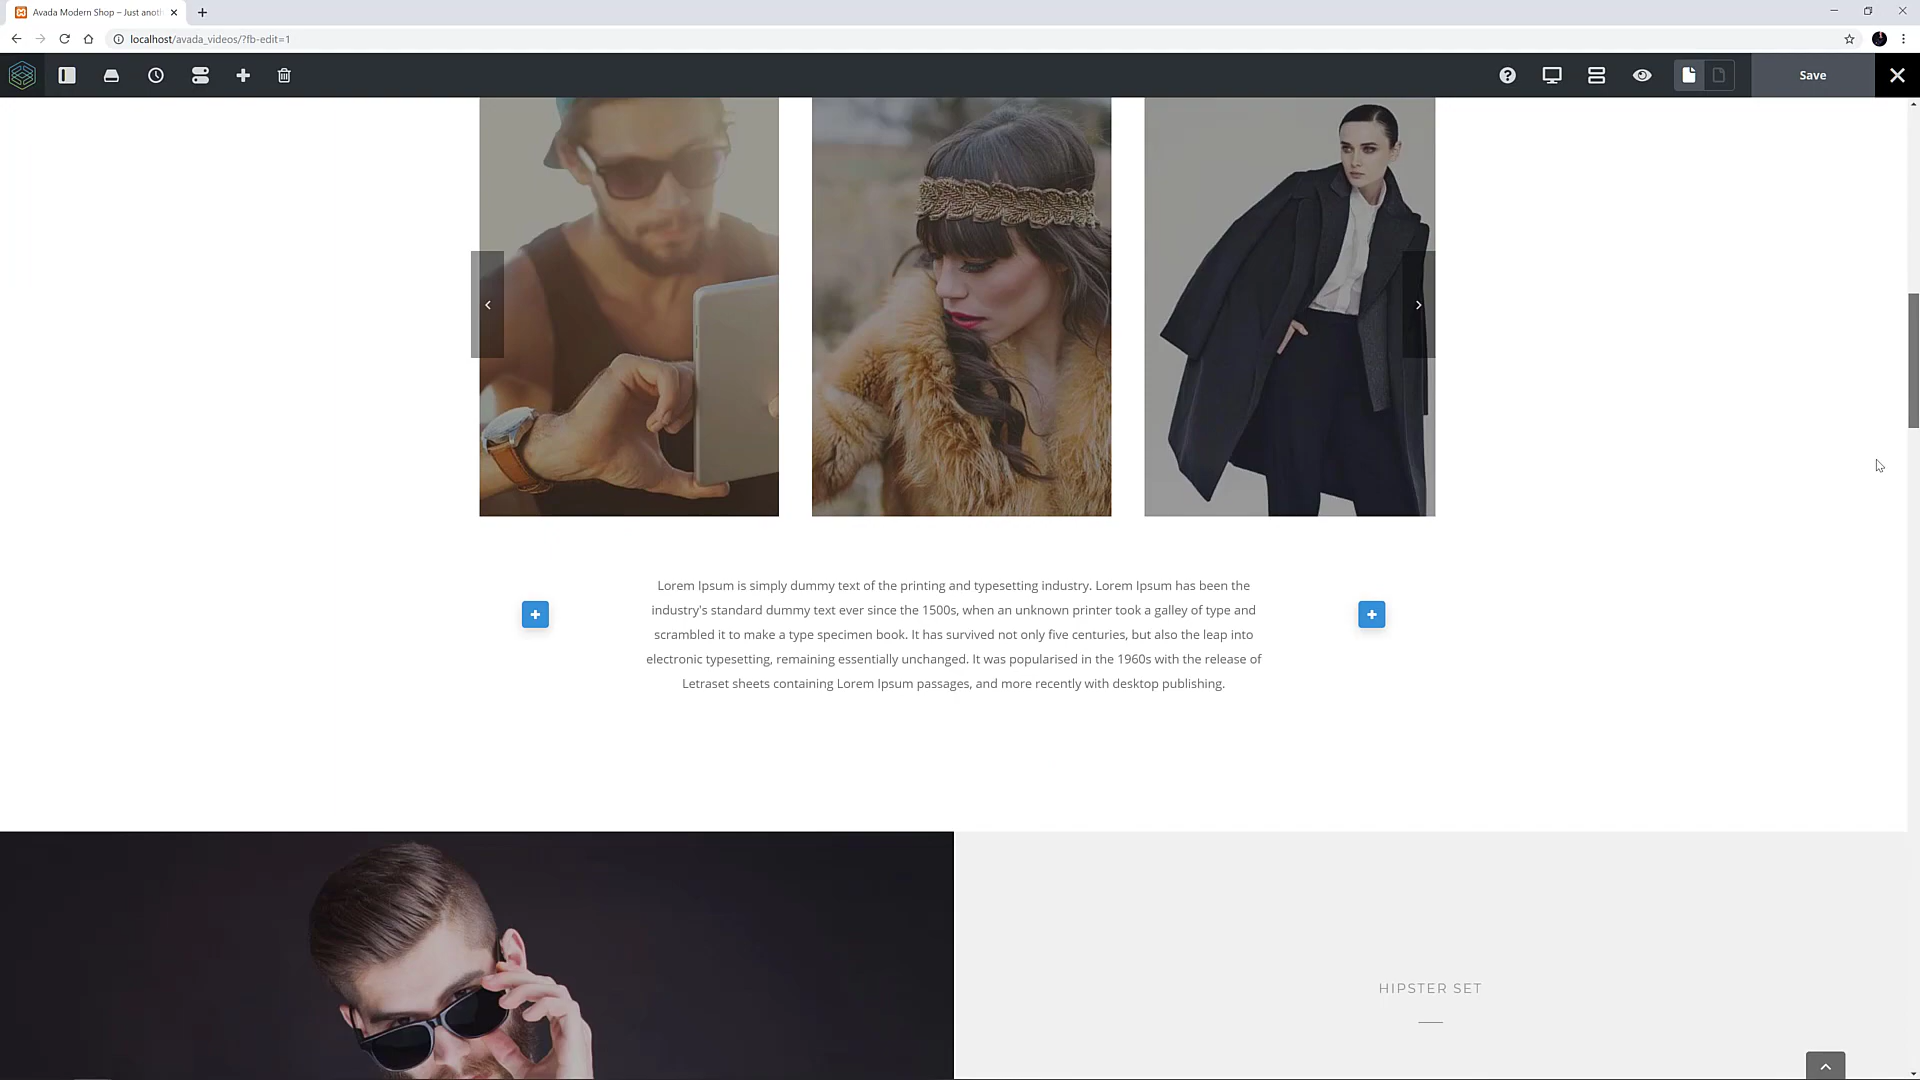 Avada Modern Shop – Just anoth
localhost/avada_videos/?fb-edit=1
Save
Lorem Ipsum is simply dummy text of the printing and typesetting industry. Lorem Ipsum has been the
industry's standard dummy text ever since the 1500s, when an unknown printer took a galley of type and
scrambled it to make a type specimen book. It has survived not only five centuries, but also the leap into
electronic typesetting, remaining essentially unchanged. It was popularised in the 1960s with the release of
Letraset sheets containing Lorem Ipsum passages, and more recently with desktop publishing.
HIPSTER SET